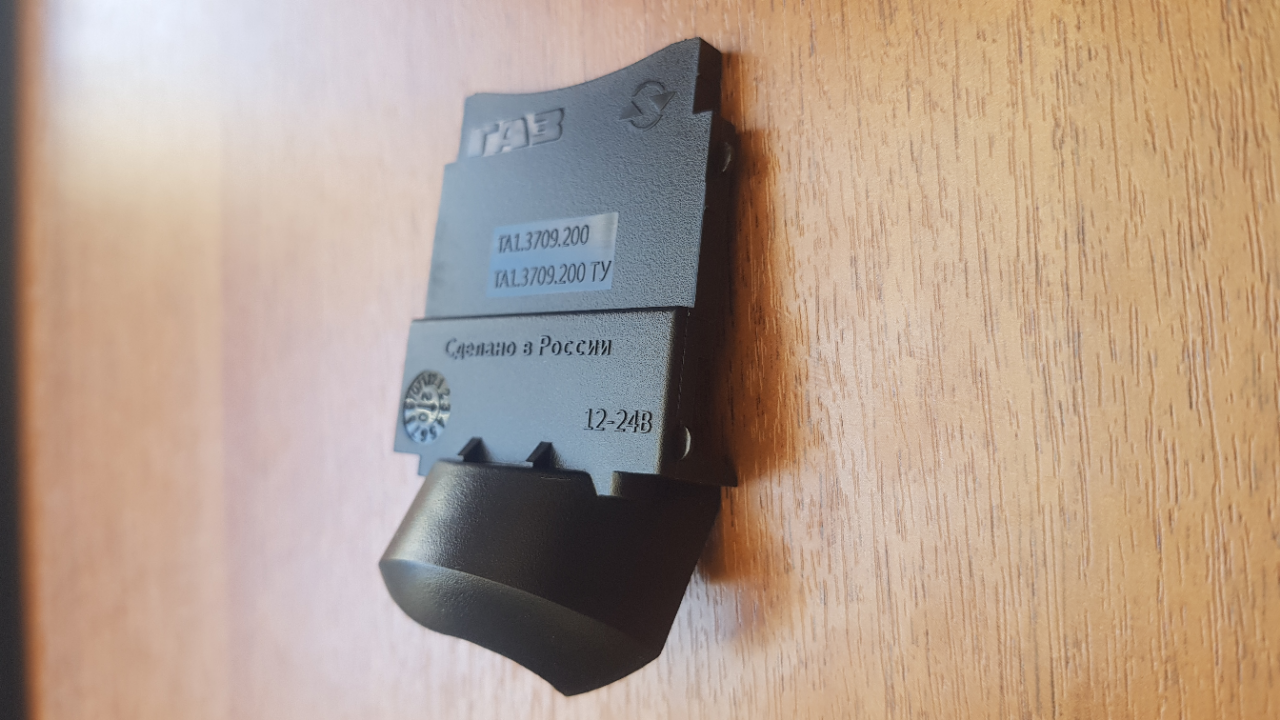 ГАЗ
ТА1.3709.200
ТА1.3709.200 ТУ
Сделано в России
12-24В